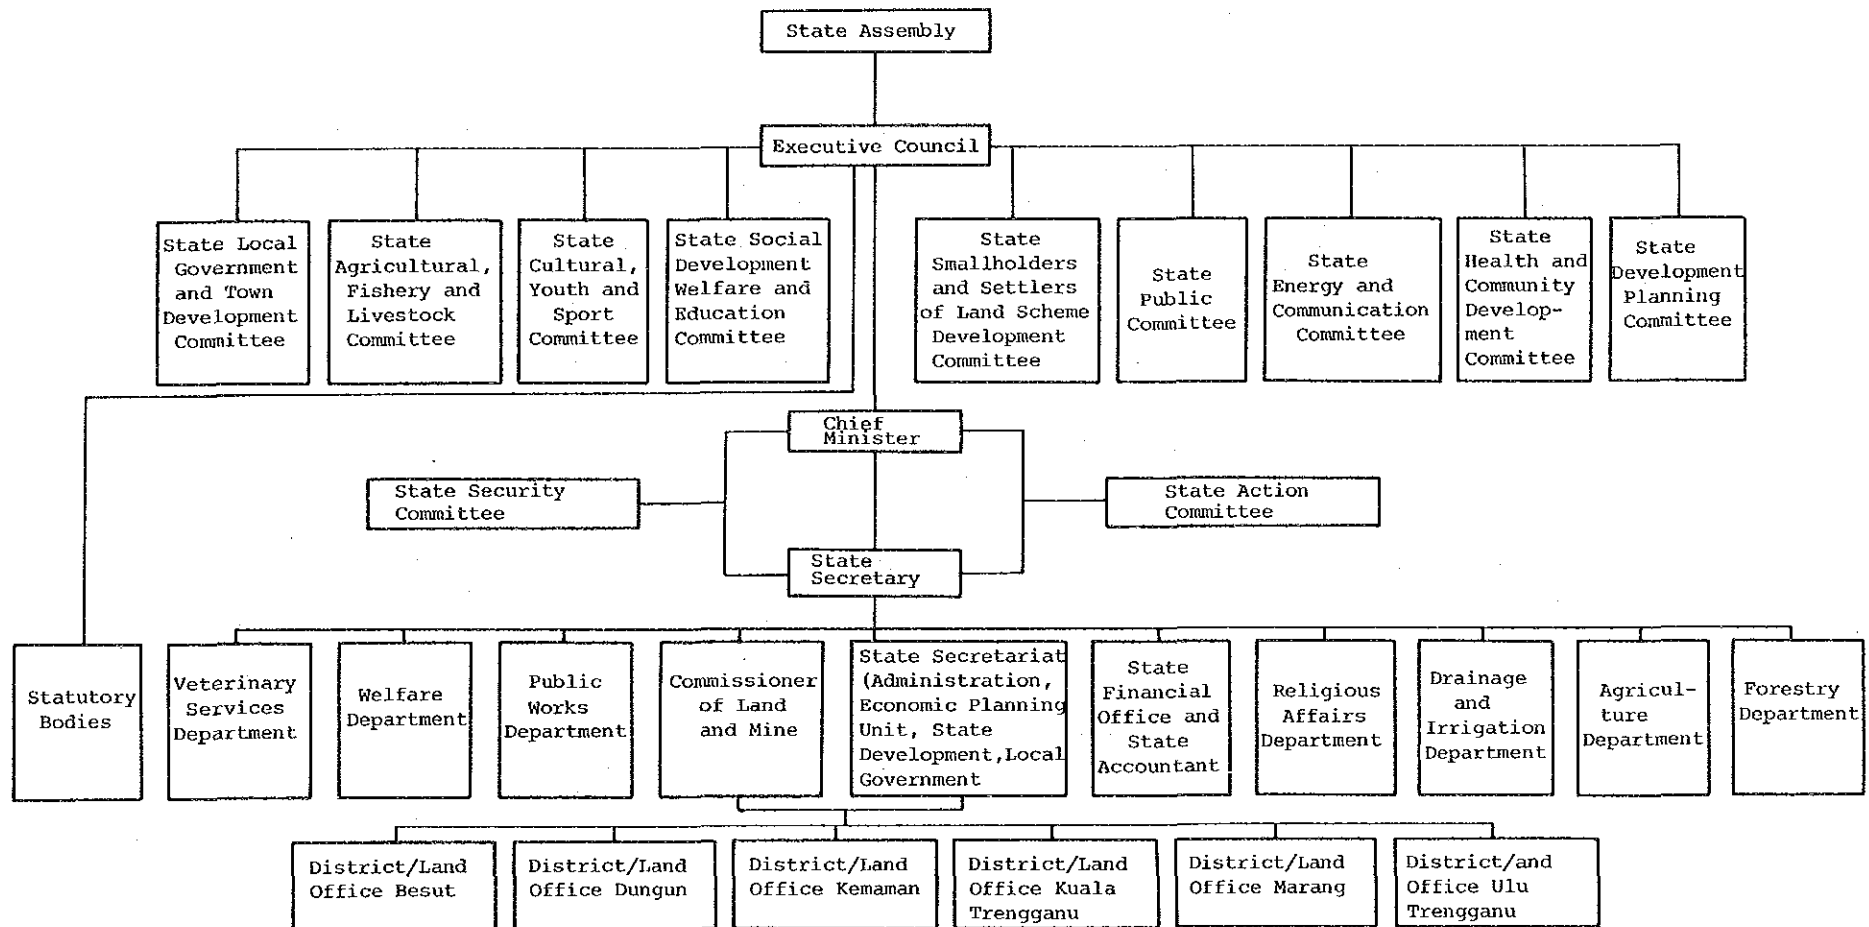 State Assembly
Executive Council
State Local
Government
and Town
Development
Committee
State
Agricultural,
Fishery and
Livestock
Committee
State
Cultural,
Youth and
Sport
Committee
State Social
Development
Welfare and
Education
Committee
State
Smallholders
and Settlers
of Land Scheme
Development
Committee
State
Public
Committee
State
Energy and
Communication
Committee
State
Health and
Community
Develop-
ment
Committee
State
Development
Planning
Committee
Chief
Minister
State Security
Committee
State Action
Committee
State
Secretary
Statutory
Bodies
Veterinary
Services
Department
Welfare
Department
Public
Works
Department
Commissioner
of Land
and Mine
State Secretariat
(Administration,
Economic Planning
Unit, State
Development,Local
Government
State
Financial
Office and
State
Accountant
Religious
Affairs
Department
Drainage
and
Irrigation
Department
Agricul-
ture
Department
Forestry
Department
District/Land
Office Besut
District/Land
Office Dungun
District/Land
Office Kemaman
District/Land
Office Kuala
Trengganu
District/Land
Office Marang
District/and
Office Ulu
Trengganu